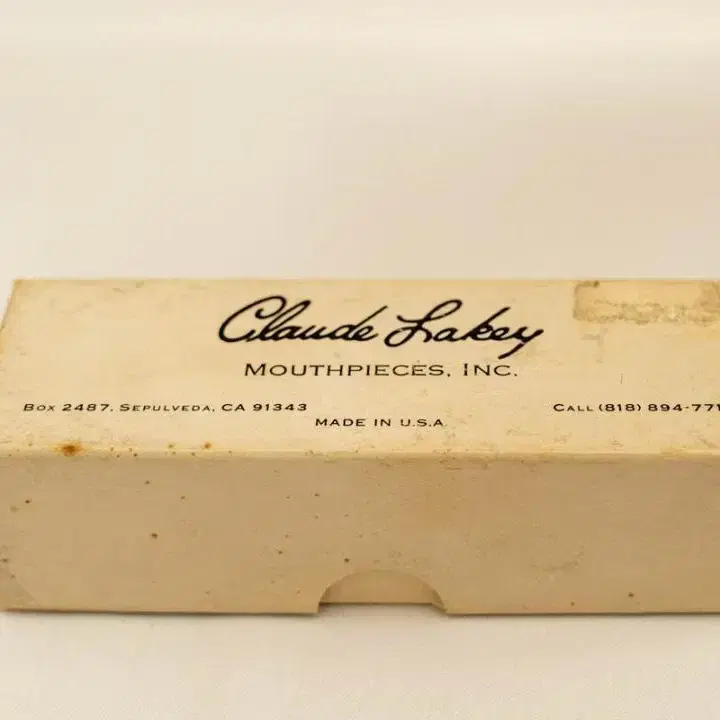 Claude Lakey
MOUTHPIECES, INC.
BOX 2487, SEPULVEDA, CA 91343
CALL (818) 894-771
MADE IN U.S.A.